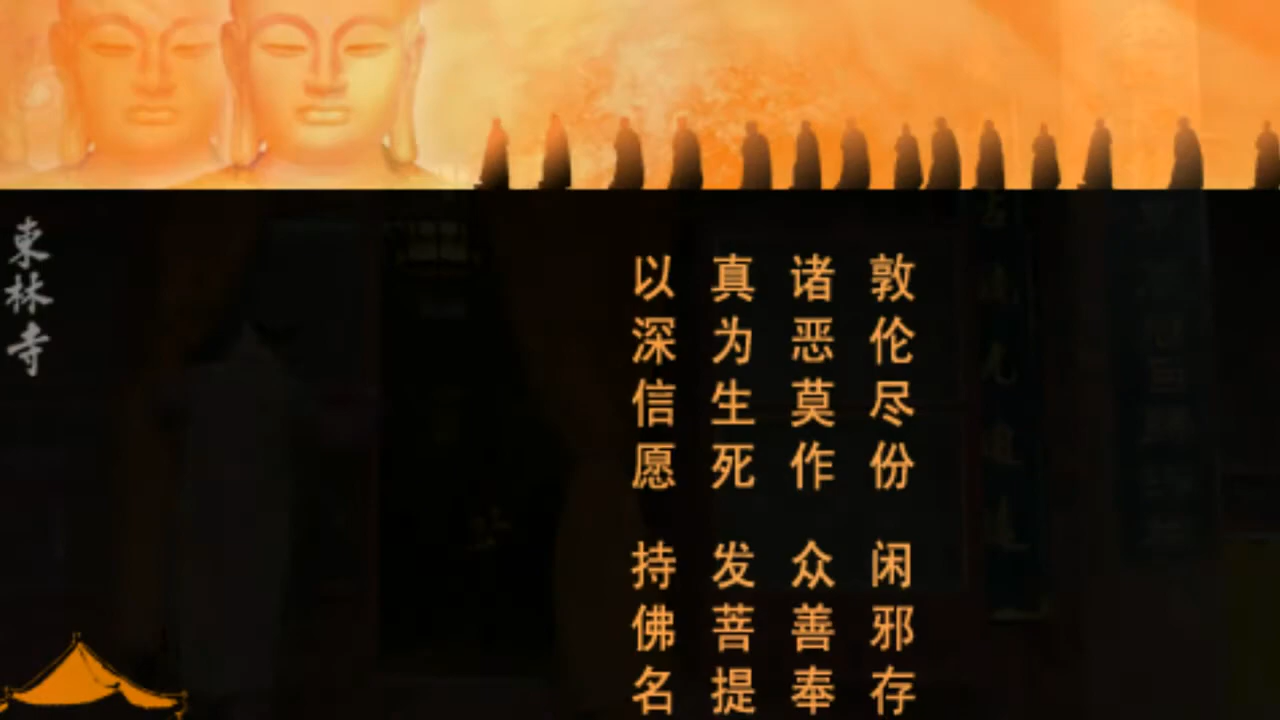 敦伦尽份 闲邪存
诸恶莫作 众善奉
真为生死 发菩提
以深信愿 持佛名
東林寺